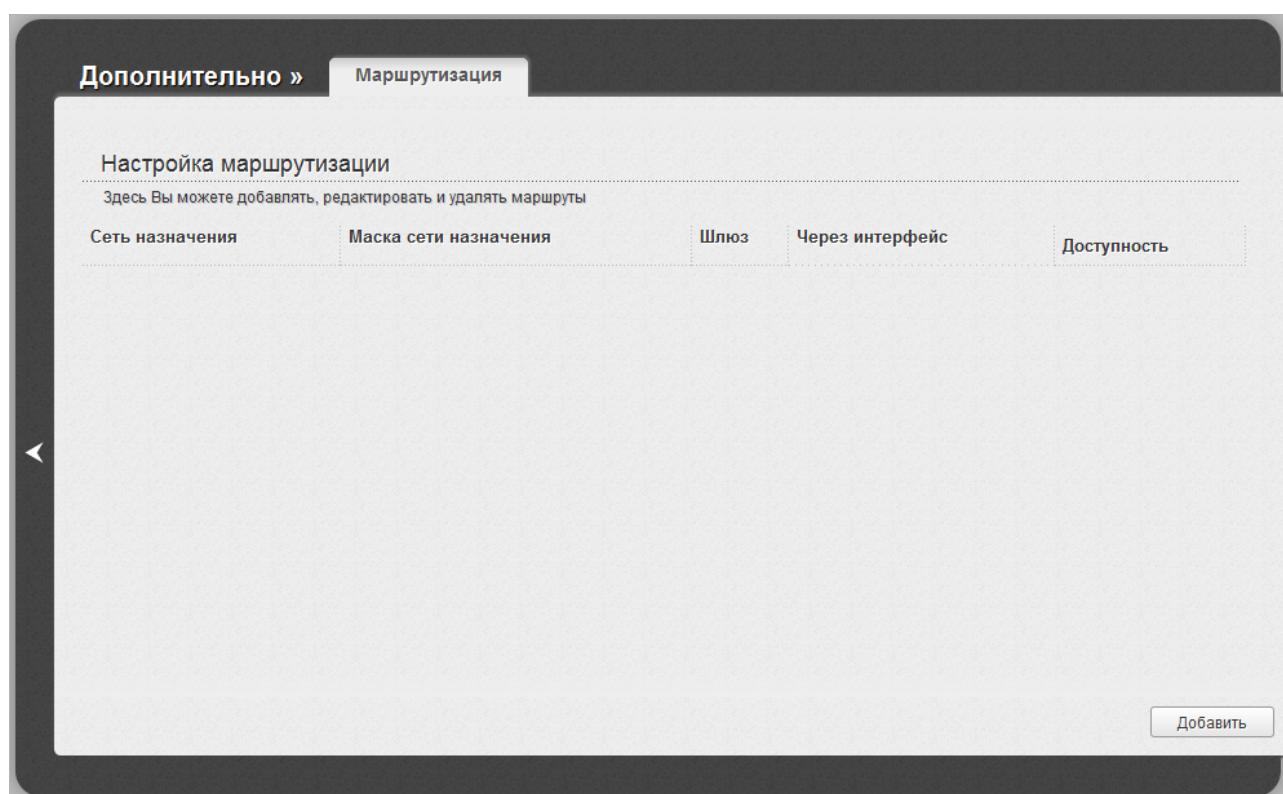 Дополнительно » Маршрутизация
Настройка маршрутизации
Здесь Вы можете добавлять, редактировать и удалять маршруты
Сеть назначения Маска сети назначения Шлюз Через интерфейс Доступность
Добавить